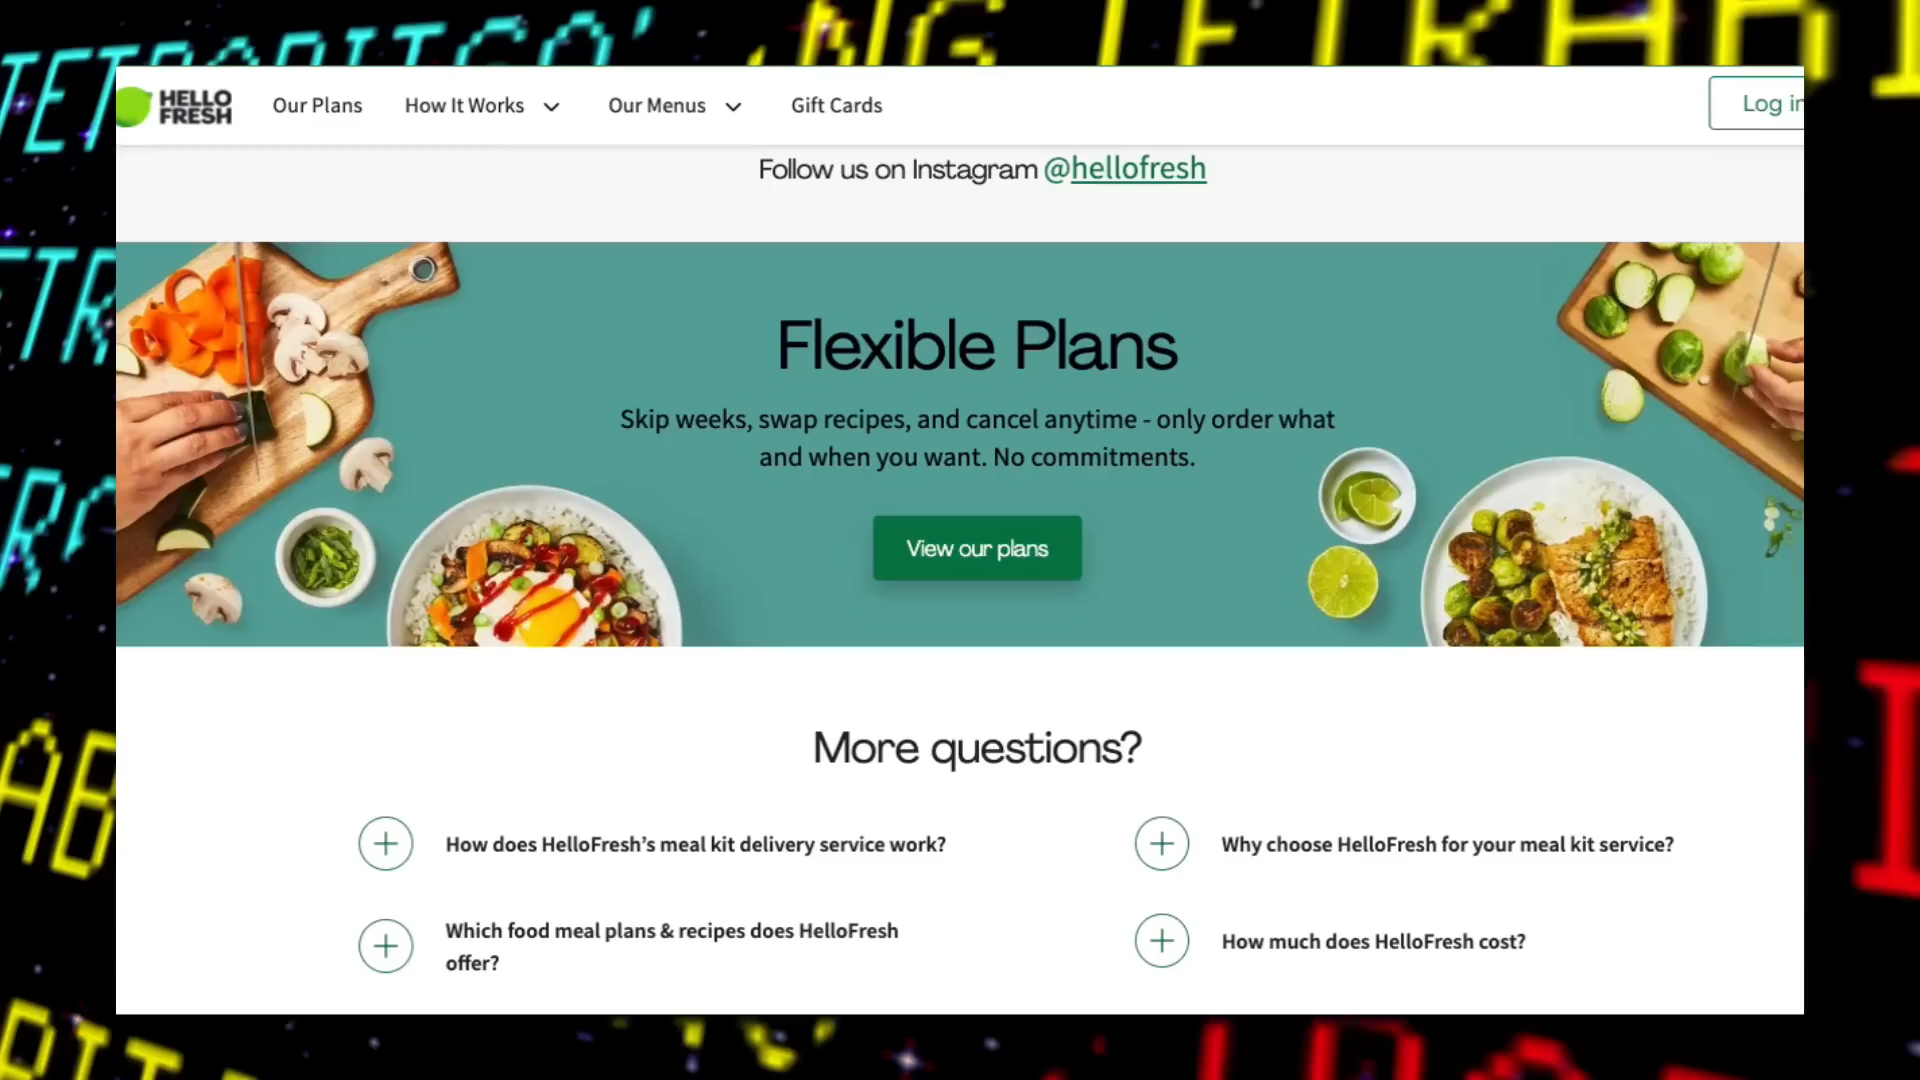 HELLO
FRESH
Our Plans
How It Works
Our Menus
Gift Cards
Log in
Follow us on Instagram @hellofresh
Flexible Plans
Skip weeks, swap recipes, and cancel anytime - only order what
and when you want. No commitments.
View our plans
More questions?
How does HelloFresh’s meal kit delivery service work?
Why choose HelloFresh for your meal kit service?
Which food meal plans & recipes does HelloFresh
offer?
How much does HelloFresh cost?